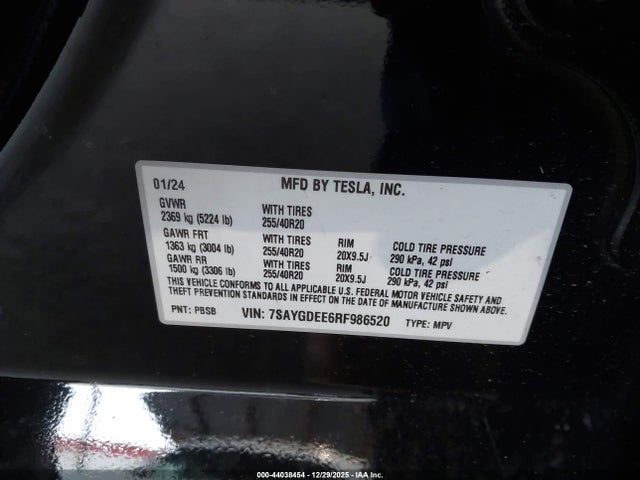 01/24 MFD BY TESLA, INC.
GVWR
2369 kg (5224 lb) WITH TIRES 255/40R20
GAWR FRT
1363 kg (3004 lb) WITH TIRES 255/40R20 RIM 20X9.5J COLD TIRE PRESSURE 290 kPa, 42 psi
GAWR RR
1500 kg (3306 lb) WITH TIRES 255/40R20 RIM 20X9.5J COLD TIRE PRESSURE 290 kPa, 42 psi
THIS VEHICLE CONFORMS TO ALL APPLICABLE U.S. FEDERAL MOTOR VEHICLE SAFETY AND
THEFT PREVENTION STANDARDS IN EFFECT ON THE DATE OF MANUFACTURE SHOWN ABOVE.
PNT: PBSB VIN: 7SAYGDEE6RF986520 TYPE: MPV
000-44038454 - 12/29/2025 - IAA Inc.